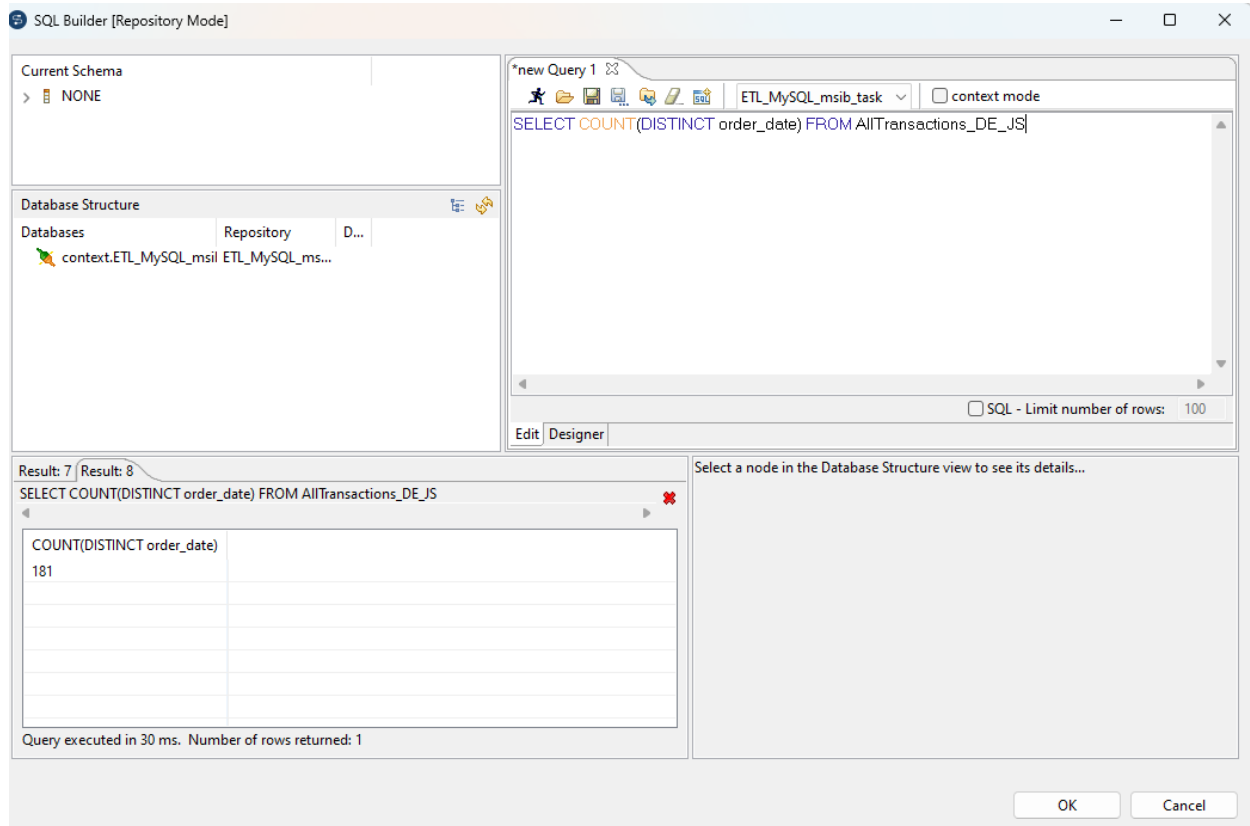 SQL Builder [Repository Mode]
Current Schema
NONE
Database Structure
Databases Repository D...
context.ETL_MySQL_msil ETL_MySQL_ms...
*new Query 1
ETL_MySQL_msib_task context mode
SELECT COUNT(DISTINCT order_date) FROM AllTransactions_DE_JS
SQL - Limit number of rows: 100
Edit Designer
Result: 7 Result: 8
SELECT COUNT(DISTINCT order_date) FROM AllTransactions_DE_JS
COUNT(DISTINCT order_date)
181
Query executed in 30 ms. Number of rows returned: 1
Select a node in the Database Structure view to see its details...
OK Cancel